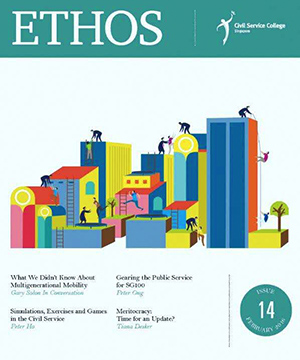 ETHOS
Civil Service College
Singapore
What We Didn't Know About
Multigenerational Mobility
Gary Solon In Conversation
Simulations, Exercises and Games
in the Civil Service
Peter Ho
Gearing the Public Service
for SG100
Peter Ong
Meritocracy:
Time for an Update?
Tiana Desker
ISSUE
14
FEBRUARY 2016